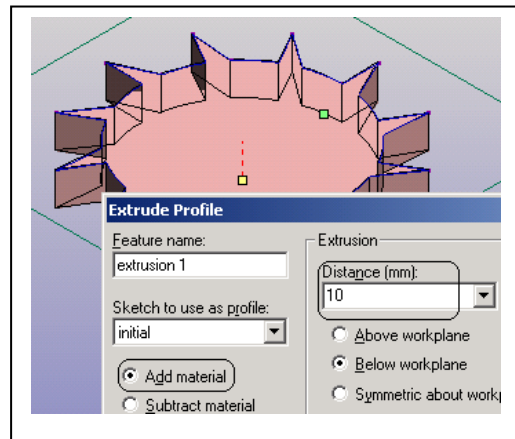 Extrude Profile
Feature name:
extrusion 1
Sketch to use as profile:
initial
Add material
Subtract material
Extrusion
Distance (mm):
10
Above workplane
Below workplane
Symmetric about